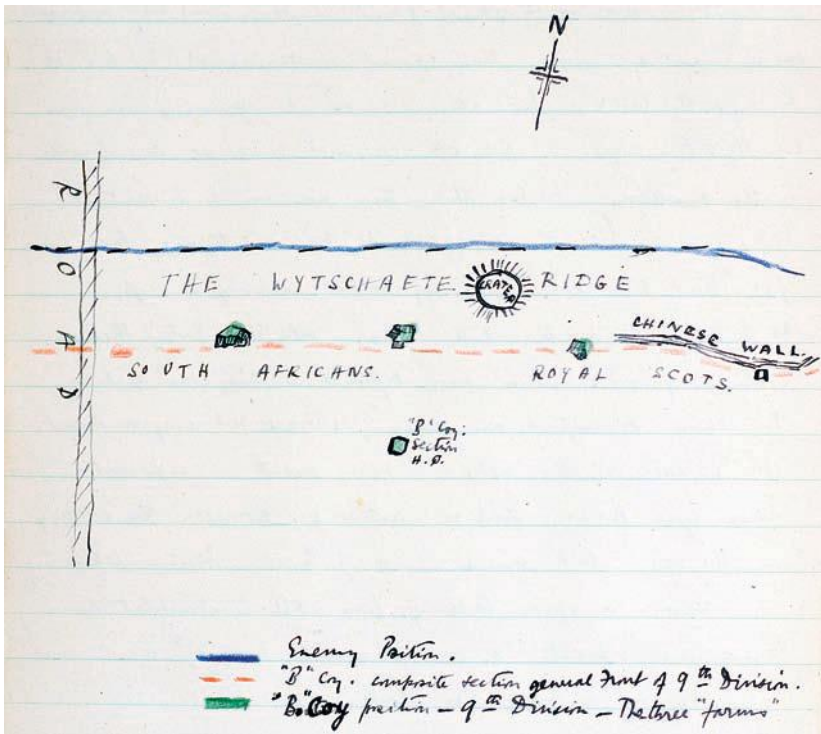 N
ROAD
THE WYTSCHAETE RIDGE
CRATER
CHINESE WALL.
SOUTH AFRICANS.
ROYAL SCOTS.
"B" Coy:
Section
H.Q.
Enemy Position.
"B" Coy. composite section general Front of 9th Division.
"B" Coy position – 9th Division – The three "farms"